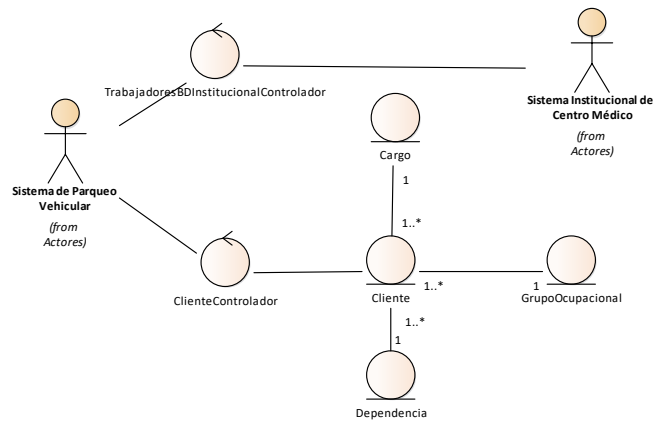 TrabajadoresBDInstitucionalControlador
Sistema Institucional de
Centro Médico
(from
Actores)
Sistema de Parqueo
Vehicular
(from
Actores)
Cargo
1
1..*
ClienteControlador
Cliente
1..*
1
GrupoOcupacional
1..*
1
Dependencia